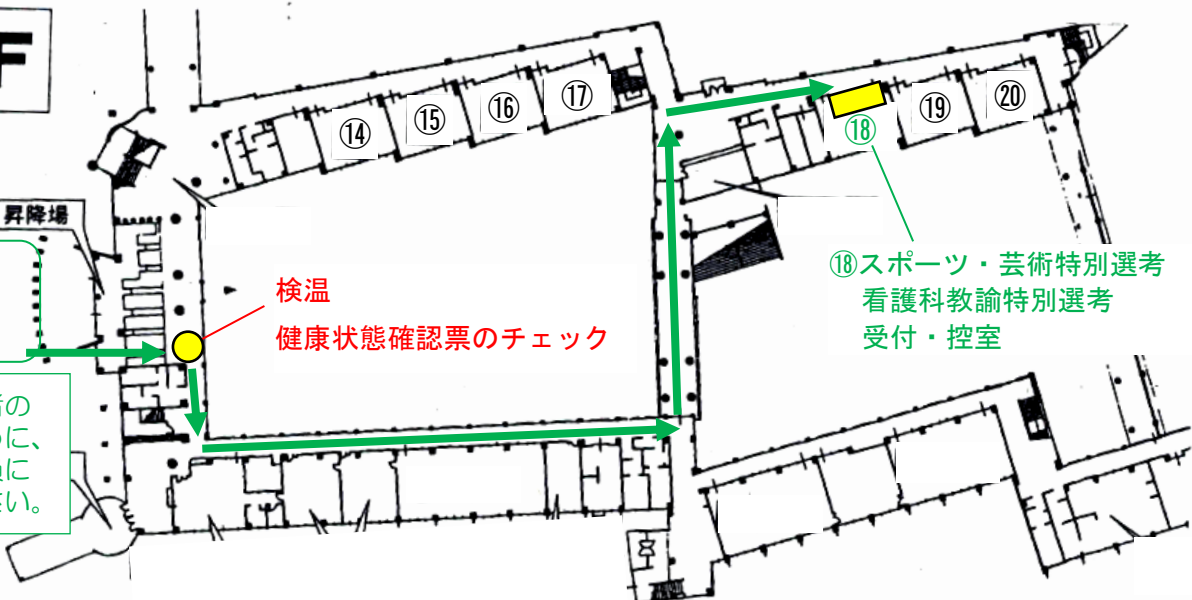 F
⑭
⑮
⑯
⑰
⑱
⑲
⑳
昇降場
検温
健康状態確認票のチェック
⑱スポーツ・芸術特別選考
看護科教諭特別選考
受付・控室
の
に、
に
い。